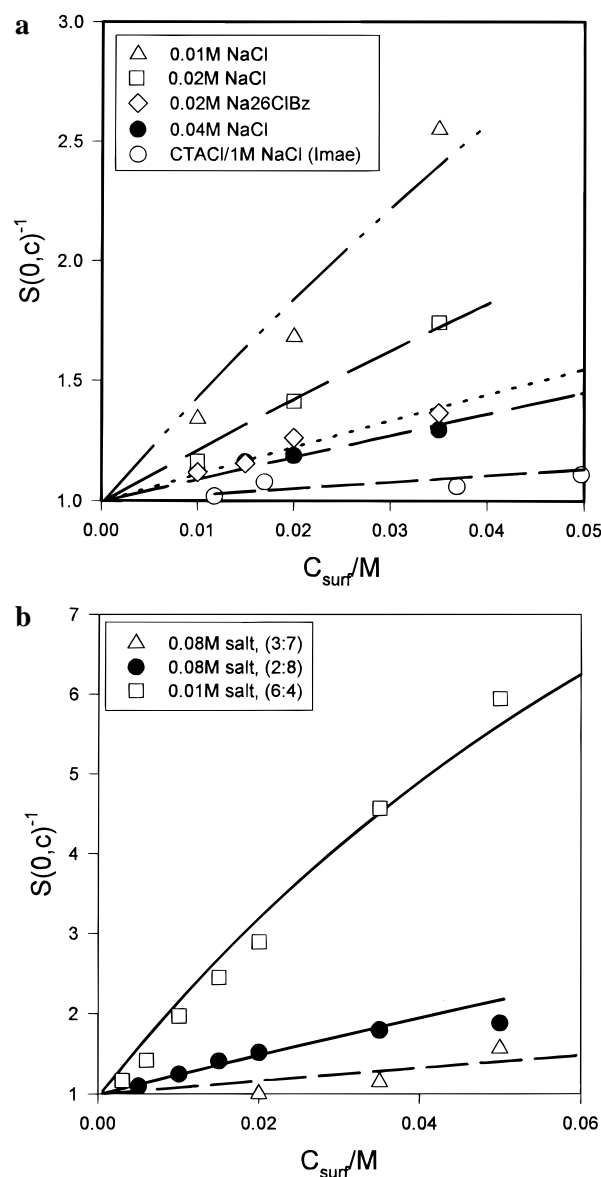 a
3.0
2.5
2.0
1.5
1.0
S(0,c)⁻¹
0.01M NaCl
0.02M NaCl
0.02M Na26ClBz
0.04M NaCl
CTACl/1M NaCl (Imae)
0.00 0.01 0.02 0.03 0.04 0.05
C_surf/M
b
7
6
5
4
3
2
1
S(0,c)⁻¹
0.08M salt, (3:7)
0.08M salt, (2:8)
0.01M salt, (6:4)
0.00 0.02 0.04 0.06
C_surf/M